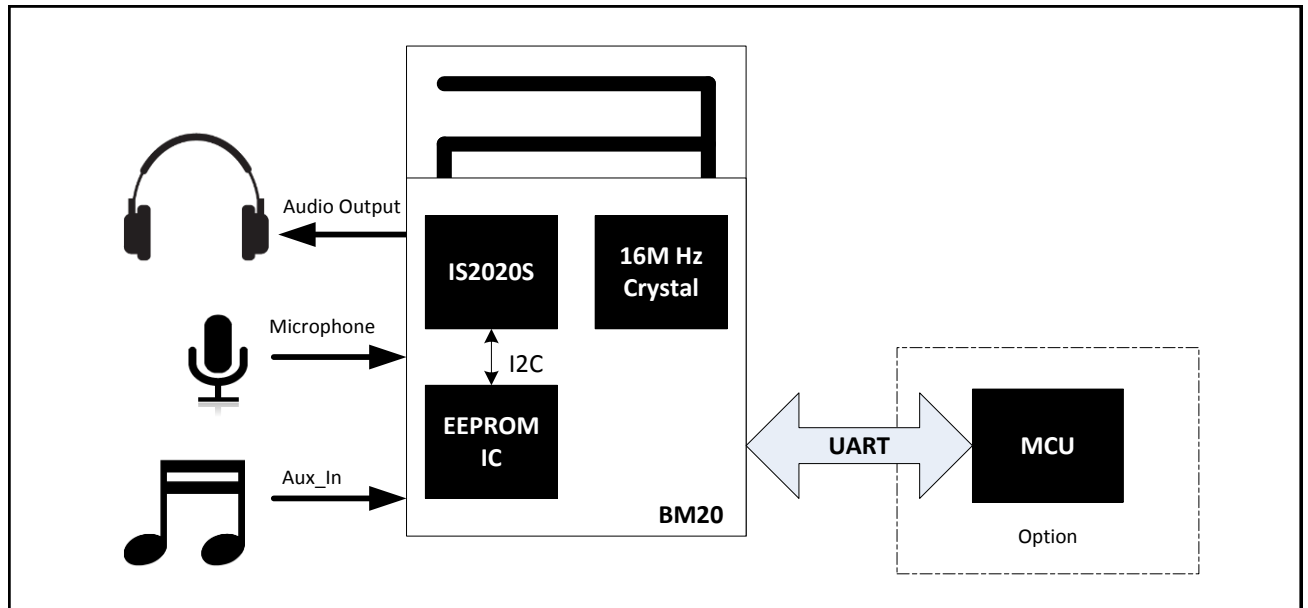 Audio Output
IS2020S
16M Hz
Crystal
Microphone
I2C
EEPROM
IC
UART
MCU
Aux_In
BM20
Option